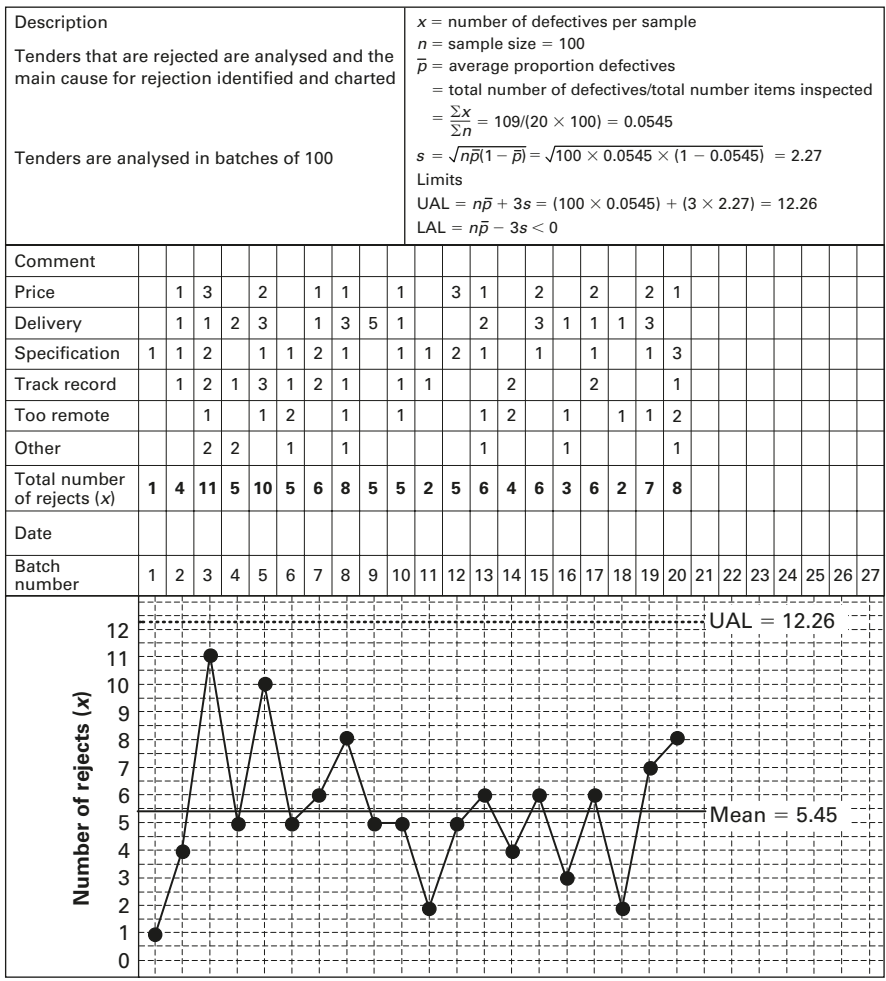 Description
Tenders that are rejected are analysed and the
main cause for rejection identified and charted
Tenders are analysed in batches of 100
x = number of defectives per sample
n = sample size = 100
p̅ = average proportion defectives
= total number of defectives/total number items inspected
= Σx/Σn = 109/(20 × 100) = 0.0545
s = √np̅(1 − p̅) = √100 × 0.0545 × (1 − 0.0545) = 2.27
Limits
UAL = np̅ + 3s = (100 × 0.0545) + (3 × 2.27) = 12.26
LAL = np̅ − 3s < 0
Comment
Price 1 3 2 1 1 1 3 1 2 2 2 1
Delivery 1 1 2 3 1 3 5 1 2 3 1 1 1 3
Specification 1 1 2 1 1 2 1 1 1 2 1 1 1 1 3
Track record 1 2 1 3 1 2 1 1 1 2 2 1
Too remote 1 1 2 1 1 1 2 1 1 1 2
Other 2 2 1 1 1 1 1
Total number
of rejects (x) 1 4 11 5 10 5 6 8 5 5 2 5 6 4 6 3 6 2 7 8
Date
Batch
number 1 2 3 4 5 6 7 8 9 10 11 12 13 14 15 16 17 18 19 20 21 22 23 24 25 26 27
Number of rejects (x)
12
11
10
9
8
7
6
5
4
3
2
1
0
UAL = 12.26
Mean = 5.45